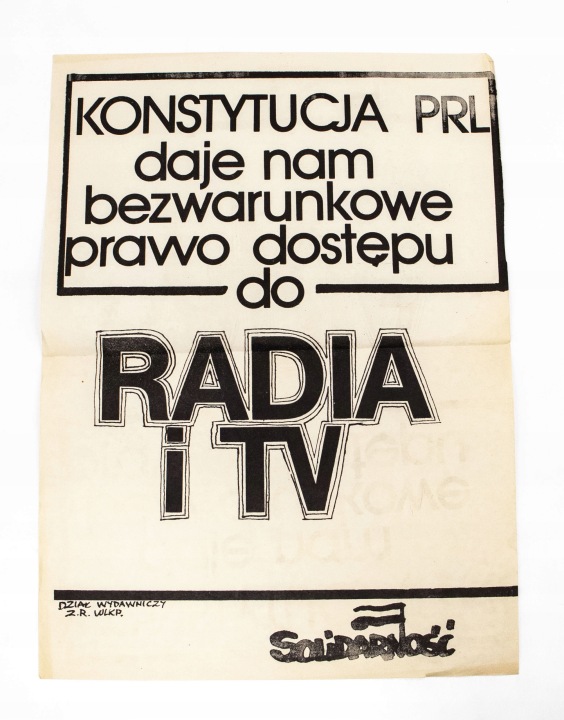 KONSTYTUCJA PRL
daje nam
bezwarunkowe
prawo dostępu
do
RADIA
i TV
DZIAŁ WYDAWNICZY
Z.R. WLKP.
SOLIDARNOŚĆ